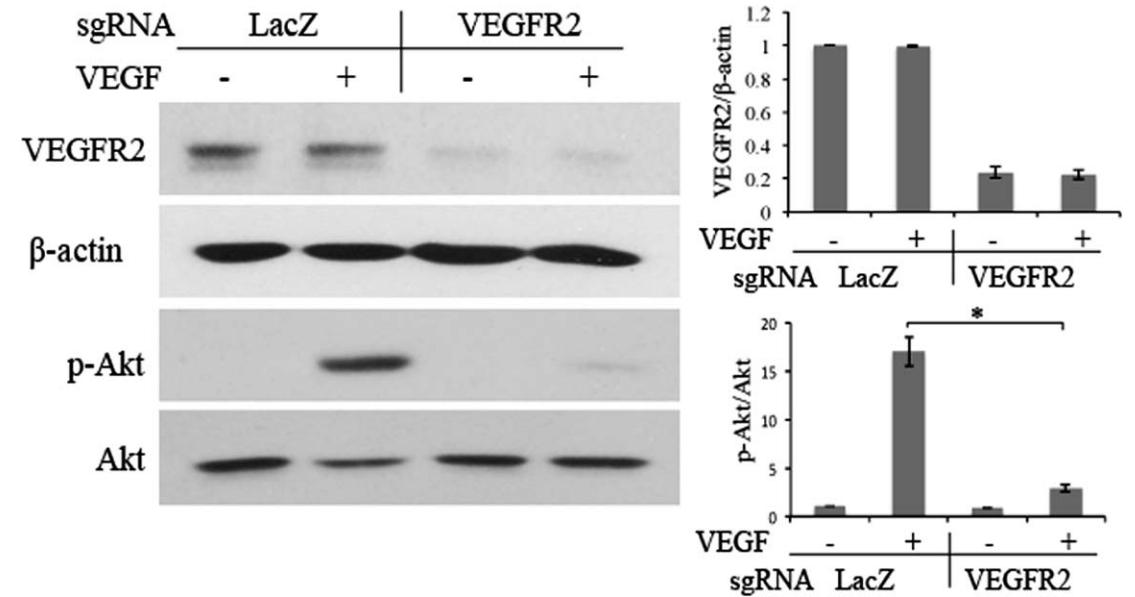 sgRNA LacZ VEGFR2
VEGF - + - +
VEGFR2
β-actin
p-Akt
Akt
VEGFR2/β-actin
1.2
1
0.8
0.6
0.4
0.2
0
VEGF - + - +
sgRNA LacZ VEGFR2
*
p-Akt/Akt
20
15
10
5
0
VEGF - + - +
sgRNA LacZ VEGFR2